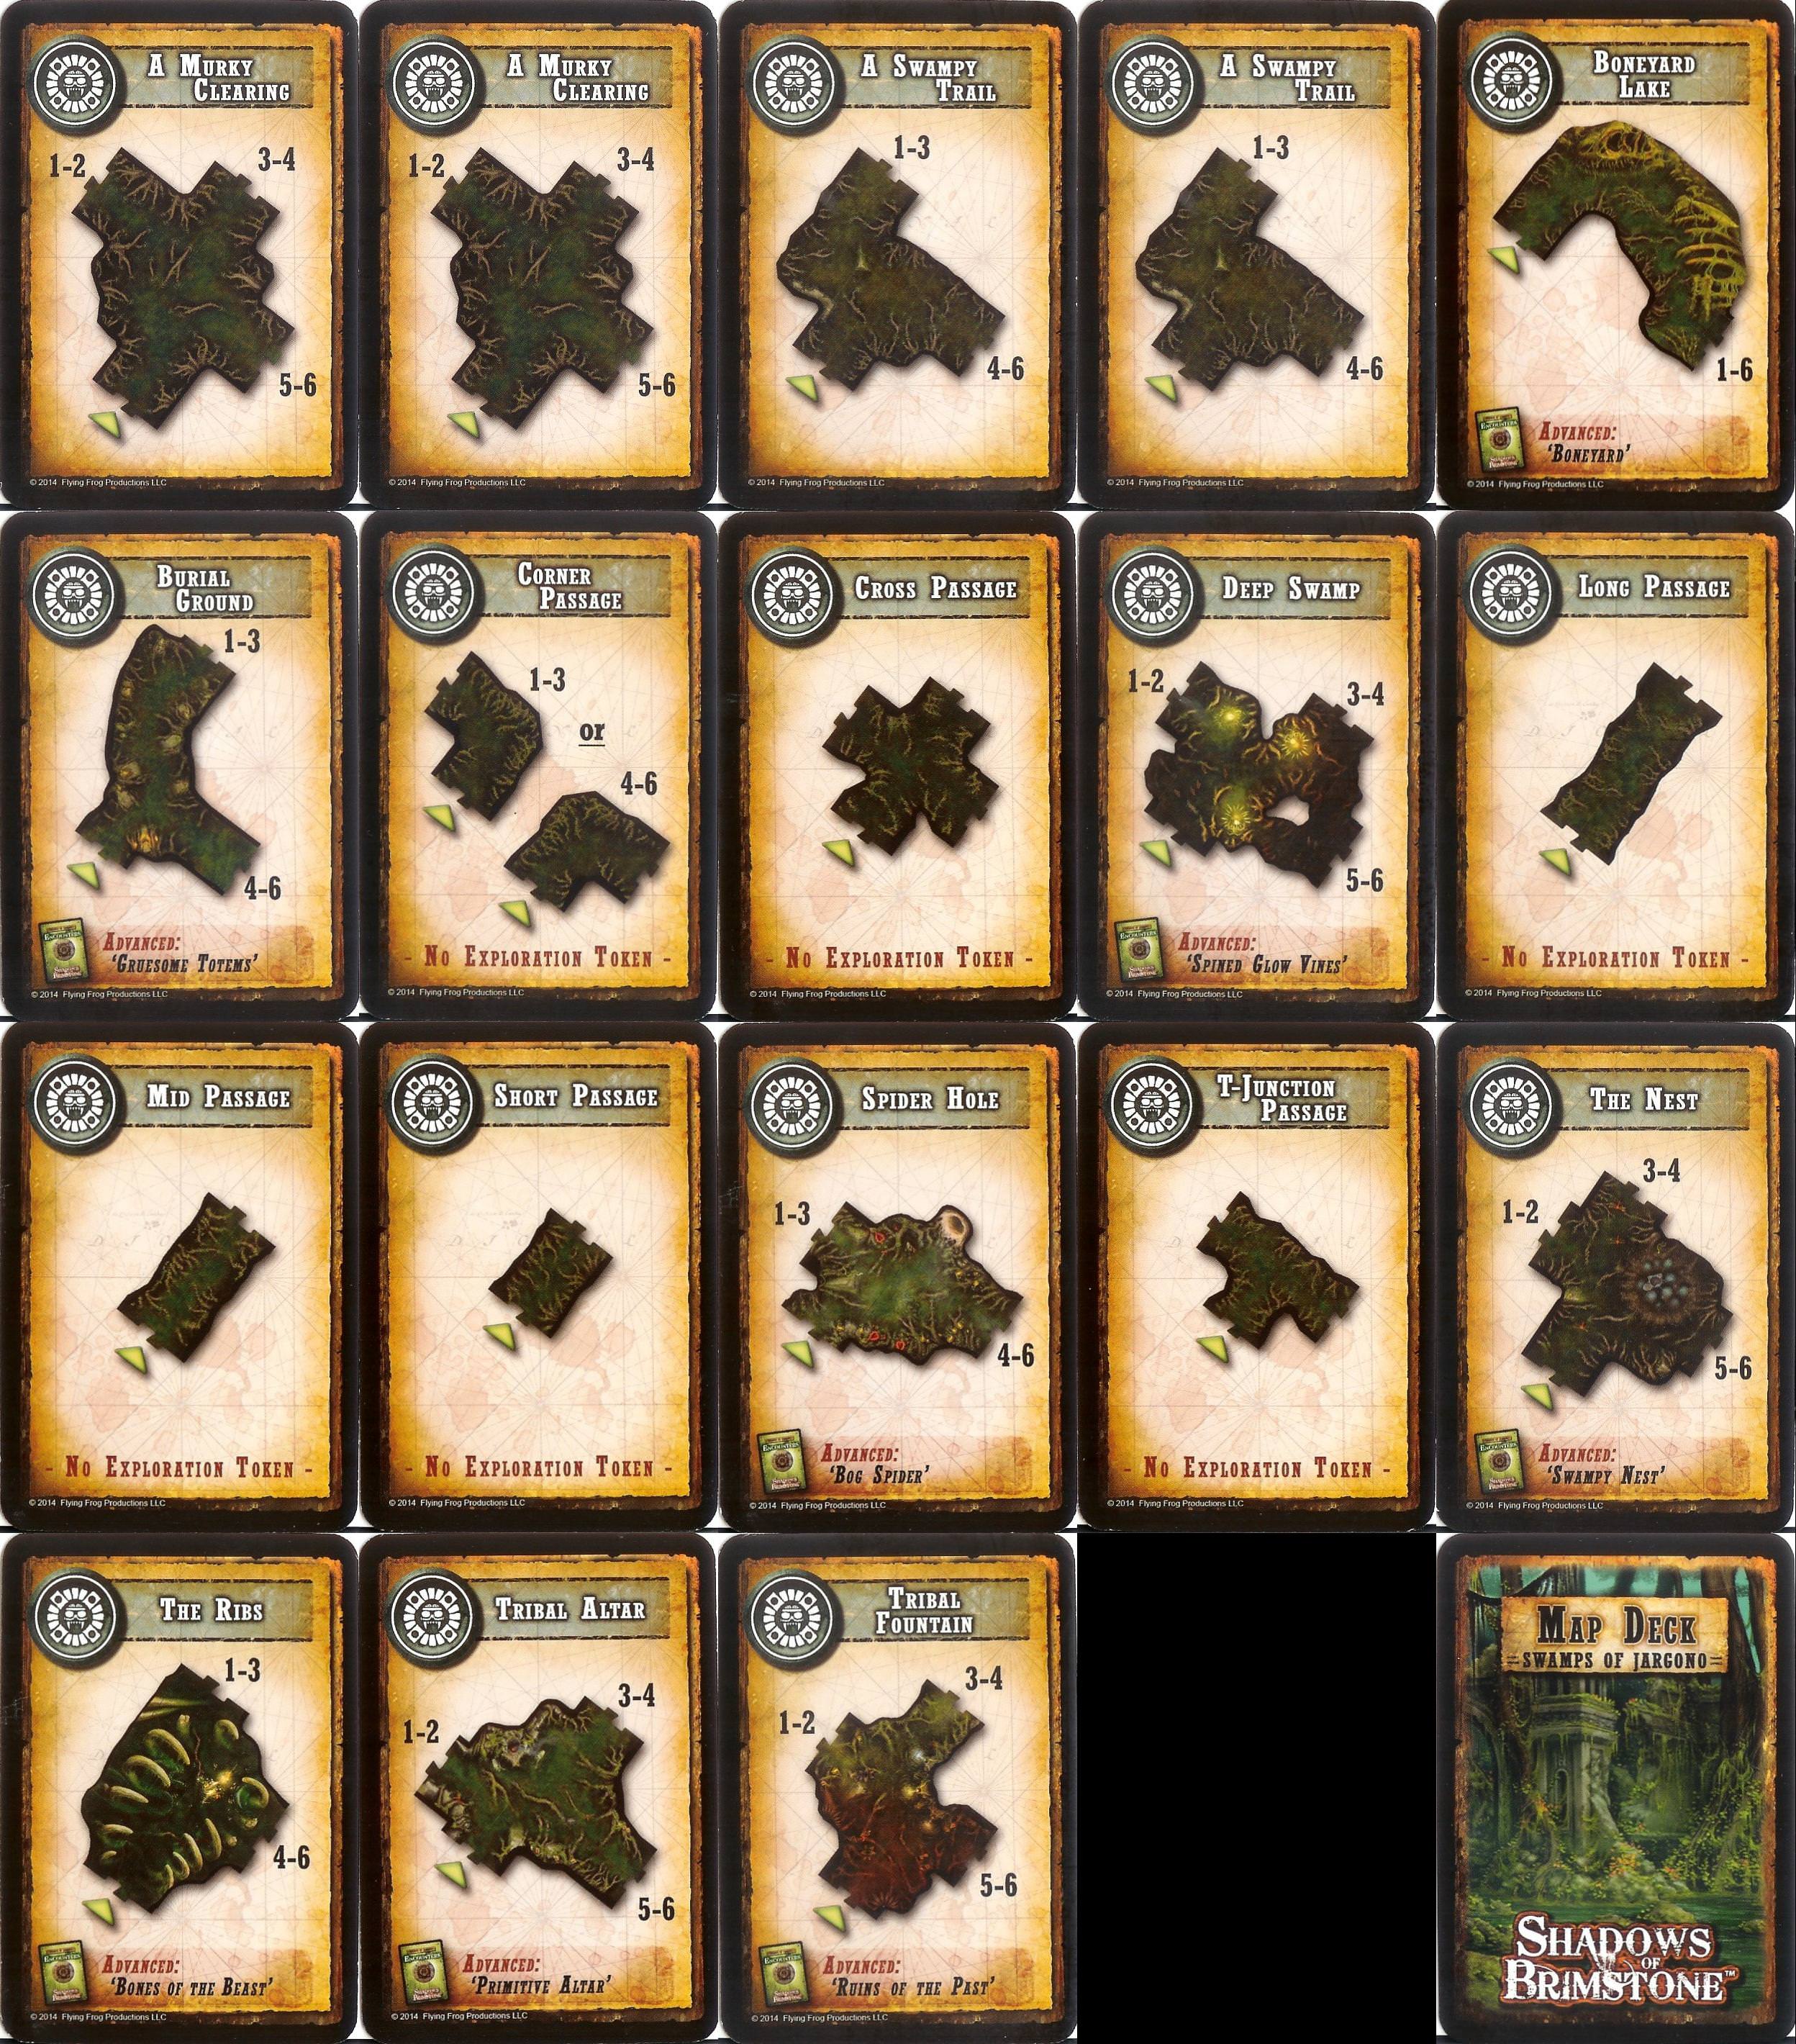 A Murky
Clearing
1-2
3-4
5-6
© 2014 Flying Frog Productions LLC
A Murky
Clearing
1-2
3-4
5-6
© 2014 Flying Frog Productions LLC
A Swampy
Trail
1-3
4-6
© 2014 Flying Frog Productions LLC
A Swampy
Trail
1-3
4-6
© 2014 Flying Frog Productions LLC
Boneyard
Lake
1-6
Encounters
Advanced:
'Boneyard'
© 2014 Flying Frog Productions LLC
Burial
Ground
1-3
4-6
Encounters
Advanced:
'Gruesome Totems'
© 2014 Flying Frog Productions LLC
Corner
Passage
1-3
or
4-6
- No Exploration Token -
© 2014 Flying Frog Productions LLC
Cross Passage
- No Exploration Token -
© 2014 Flying Frog Productions LLC
Deep Swamp
1-2
3-4
5-6
Encounters
Advanced:
'Spined Glow Vines'
© 2014 Flying Frog Productions LLC
Long Passage
- No Exploration Token -
© 2014 Flying Frog Productions LLC
Mid Passage
- No Exploration Token -
© 2014 Flying Frog Productions LLC
Short Passage
- No Exploration Token -
© 2014 Flying Frog Productions LLC
Spider Hole
1-3
4-6
Encounters
Advanced:
'Bog Spider'
© 2014 Flying Frog Productions LLC
T-Junction
Passage
- No Exploration Token -
© 2014 Flying Frog Productions LLC
The Nest
3-4
1-2
5-6
Encounters
Advanced:
'Swampy Nest'
© 2014 Flying Frog Productions LLC
The Ribs
1-3
4-6
Encounters
Advanced:
'Bones of the Beast'
© 2014 Flying Frog Productions LLC
Tribal Altar
3-4
1-2
5-6
Encounters
Advanced:
'Primitive Altar'
© 2014 Flying Frog Productions LLC
Tribal
Fountain
3-4
1-2
5-6
Encounters
Advanced:
'Ruins of the Past'
© 2014 Flying Frog Productions LLC
Map Deck
Swamps of Jargono
Shadows
of
Brimstone™